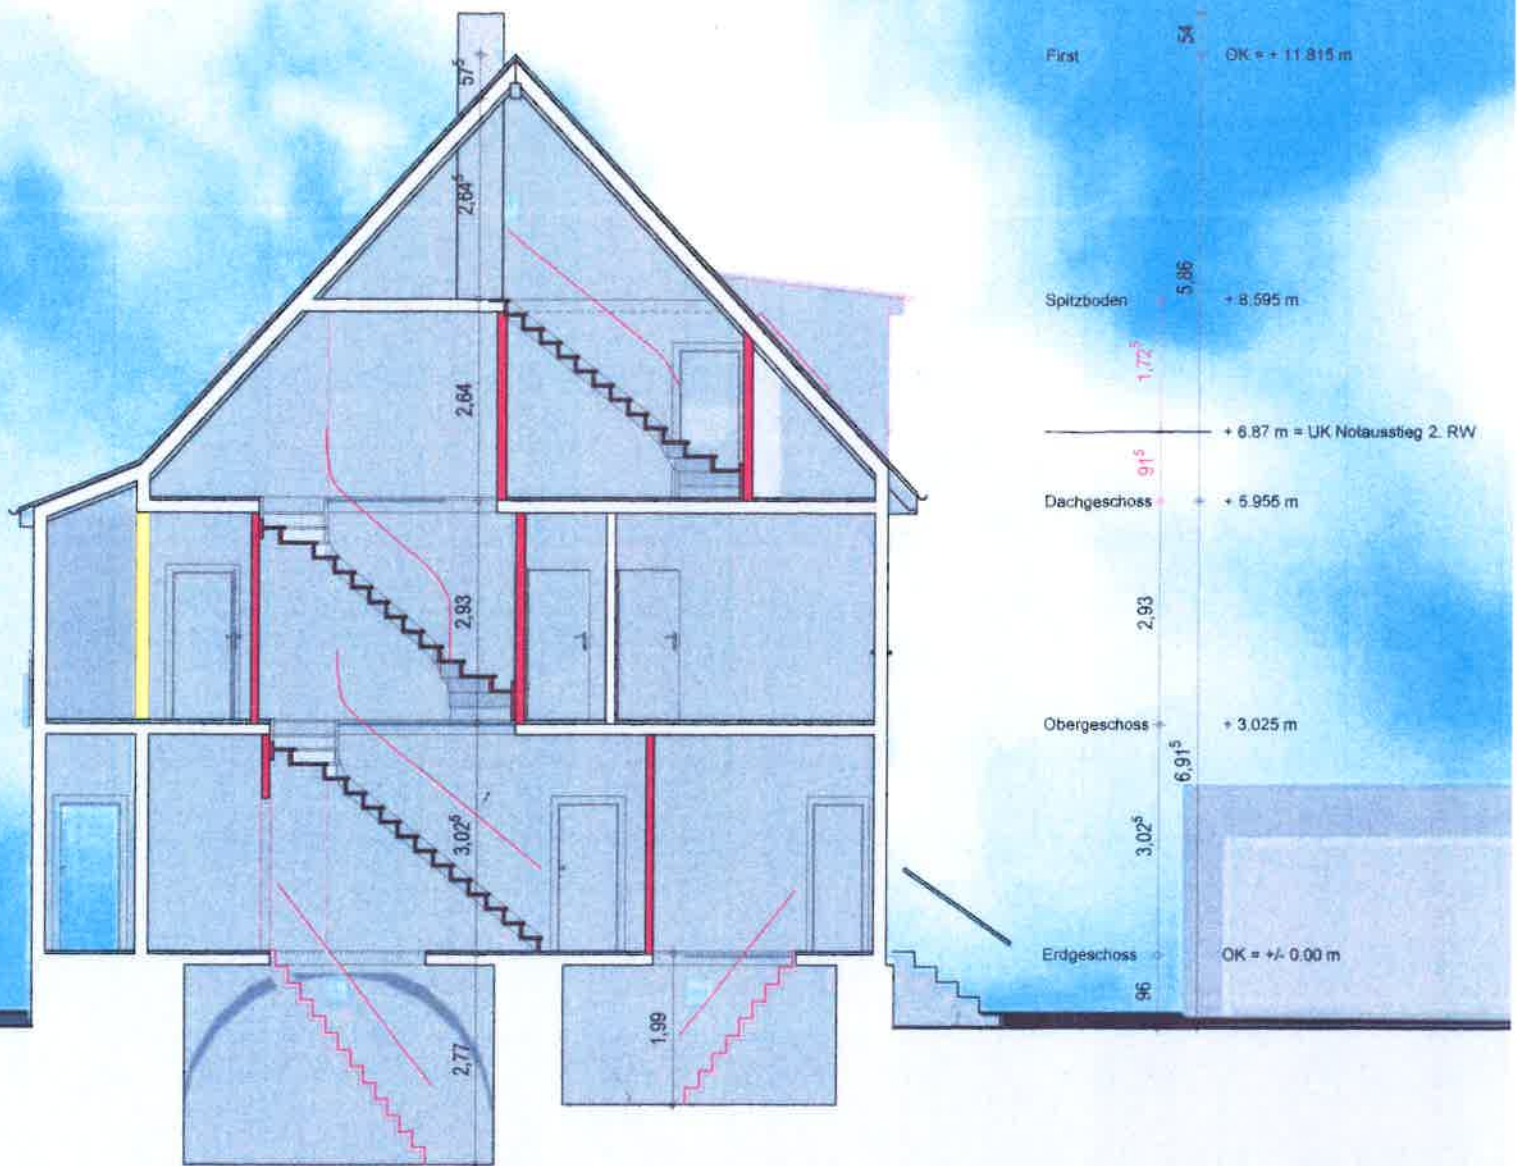 54
First OK = + 11.815 m
57⁵
2,64⁵
5,86
Spitzboden + 8.595 m
1,72⁵
2,64
+ 6.87 m = UK Notausstieg 2. RW
91⁵
Dachgeschoss + 5.955 m
2,93
2,93
Obergeschoss + 3.025 m
6,91⁵
3,02⁵
3,02⁵
Erdgeschoss OK = +/- 0.00 m
96
1,99
2,77